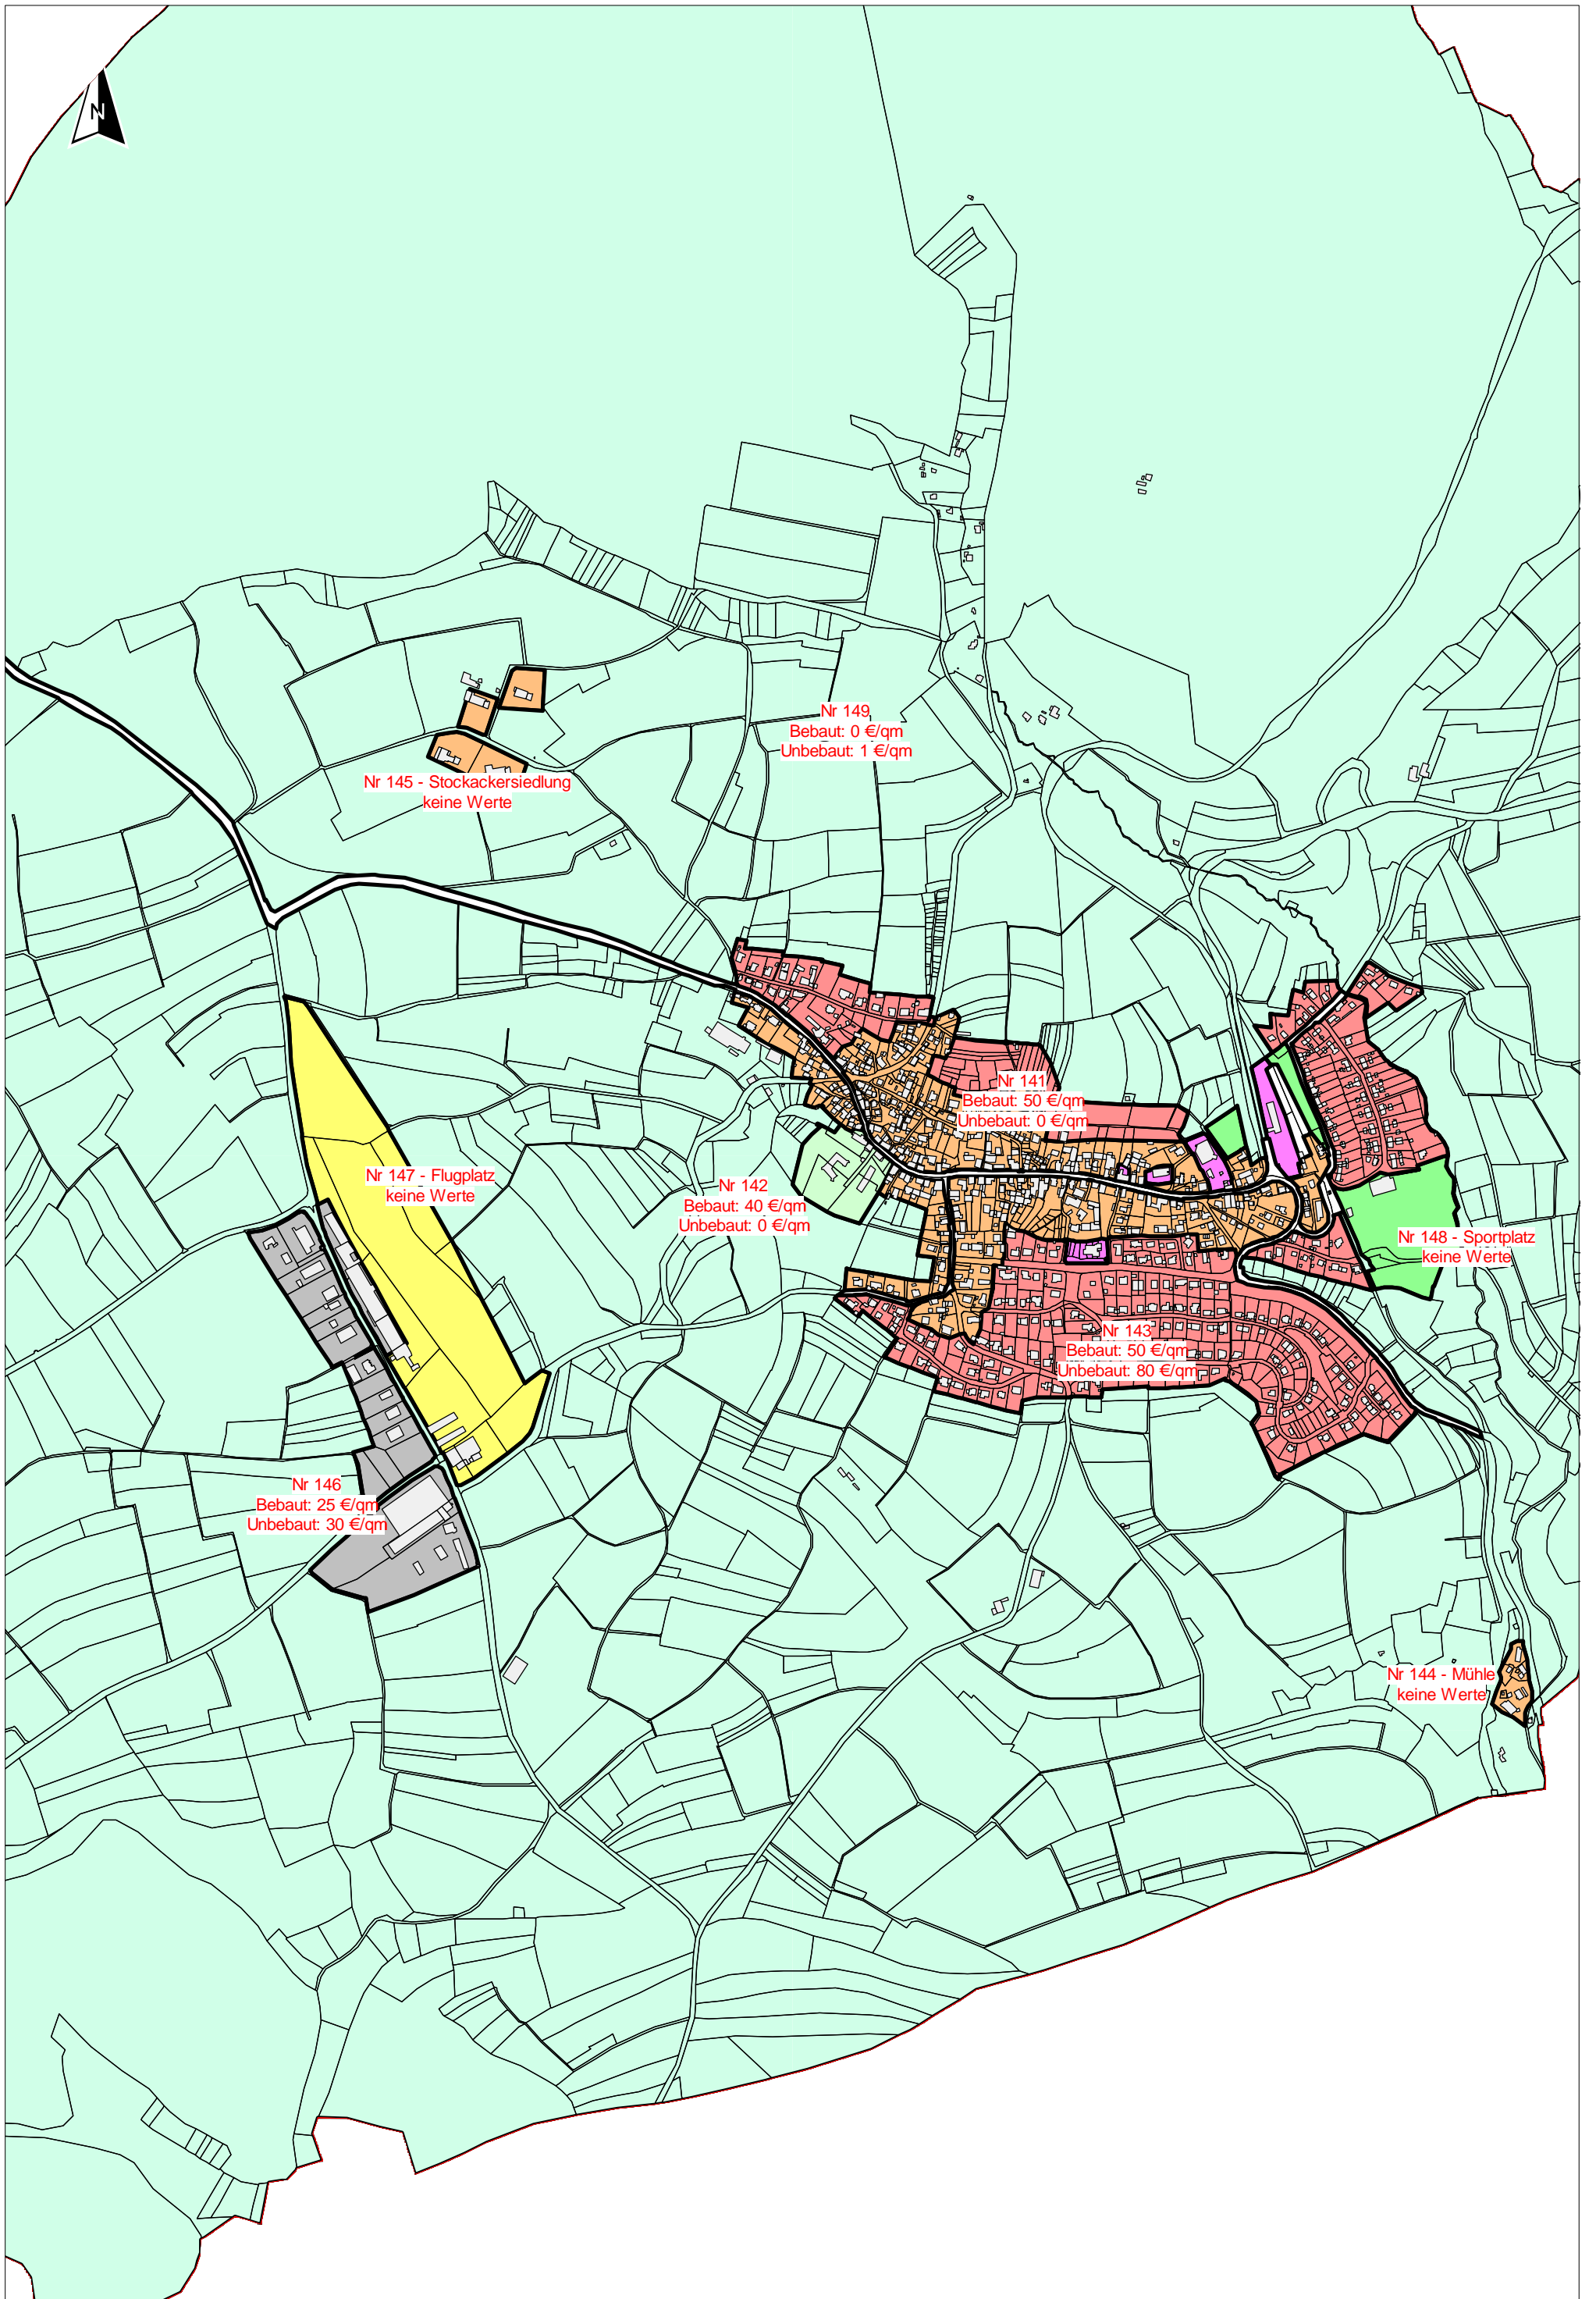 N
Nr 149
Bebaut: 0 €/qm
Unbebaut: 1 €/qm
Nr 145 - Stockackersiedlung
keine Werte
Nr 141
Bebaut: 50 €/qm
Unbebaut: 0 €/qm
Nr 147 - Flugplatz
keine Werte
Nr 142
Bebaut: 40 €/qm
Unbebaut: 0 €/qm
Nr 148 - Sportplatz
keine Werte
Nr 143
Bebaut: 50 €/qm
Unbebaut: 80 €/qm
Nr 146
Bebaut: 25 €/qm
Unbebaut: 30 €/qm
Nr 144 - Mühle
keine Werte